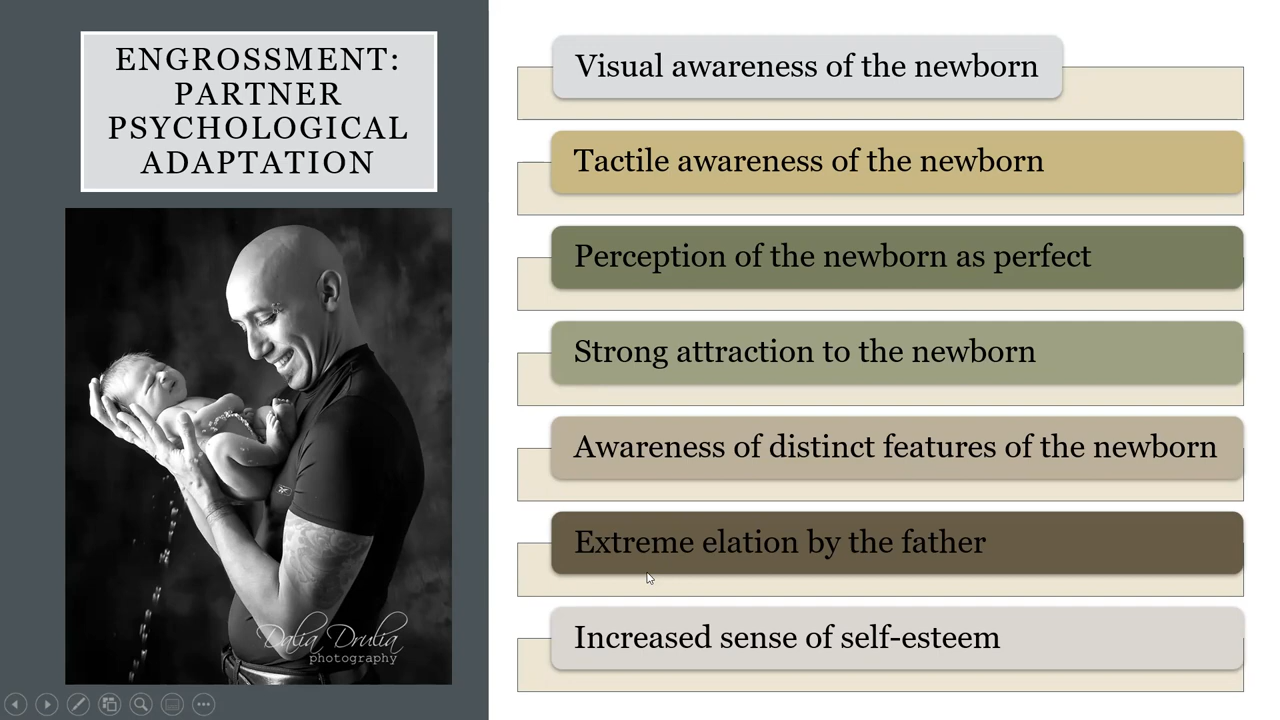 ENGROSSMENT:
PARTNER
PSYCHOLOGICAL
ADAPTATION
Dalia Drulia
photography
Visual awareness of the newborn
Tactile awareness of the newborn
Perception of the newborn as perfect
Strong attraction to the newborn
Awareness of distinct features of the newborn
Extreme elation by the father
Increased sense of self-esteem